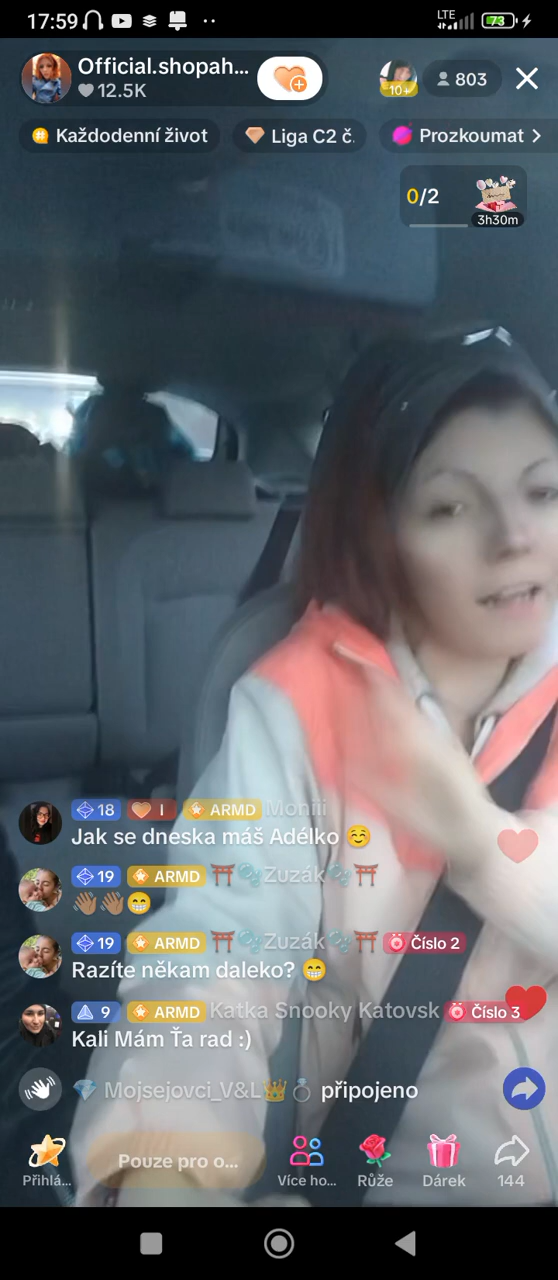 17:59
LTE
73
Official.shopah...
12.5K
10+
803
Každodenní život
Liga C2 č.
Prozkoumat
0/2
3h30m
18 I ARMD Moniii
Jak se dneska máš Adélko
19 ARMD Zuzák
19 ARMD Zuzák Číslo 2
Razíte někam daleko?
9 ARMD Katka Snooky Katovsk Číslo 3
Kali Mám Ťa rad :)
Mojsejovci_V&L připojeno
Přihlá...
Pouze pro o...
Více ho...
Růže
Dárek
144